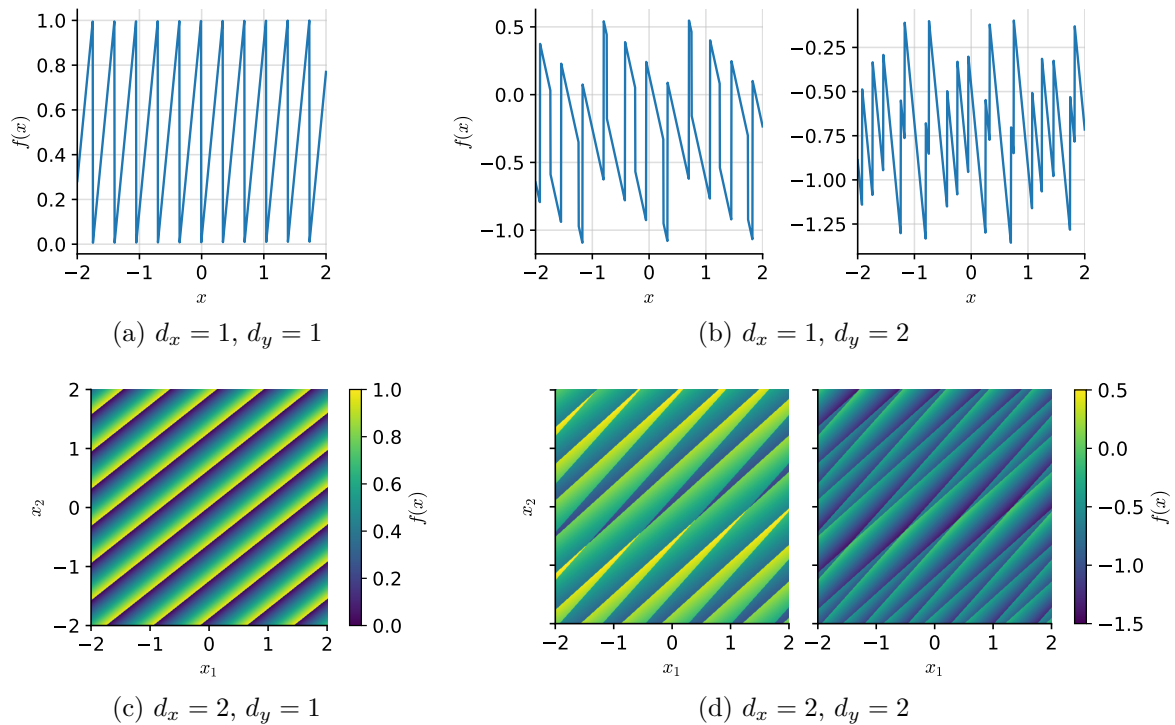 1.0
0.8
0.6
0.4
0.2
0.0
f(x)
−2 −1 0 1 2
x
(a) d_x = 1, d_y = 1
0.5
0.0
−0.5
−1.0
f(x)
−2 0 2
x
−0.25
−0.50
−0.75
−1.00
−1.25
−2 0 2
x
(b) d_x = 1, d_y = 2
2
1
0
−1
−2
x_2
−2 −1 0 1 2
x_1
1.0
0.8
0.6
0.4
0.2
0.0
f(x)
(c) d_x = 2, d_y = 1
x_2
−2 −1 0 1 2
x_1
−2 −1 0 1 2
x_1
0.5
0.0
−0.5
−1.0
−1.5
f(x)
(d) d_x = 2, d_y = 2